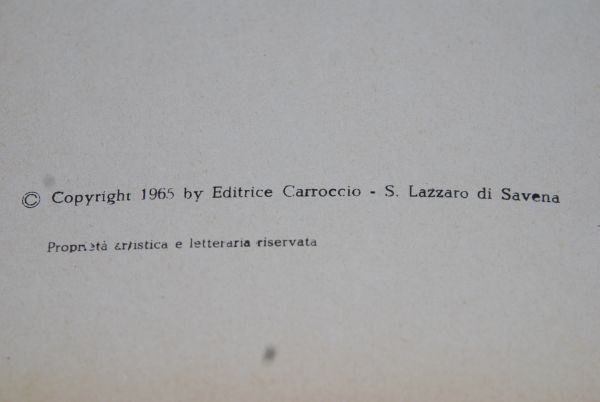 © Copyright 1965 by Editrice Carroccio - S. Lazzaro di Savena
Proprietà artistica e letteraria riservata